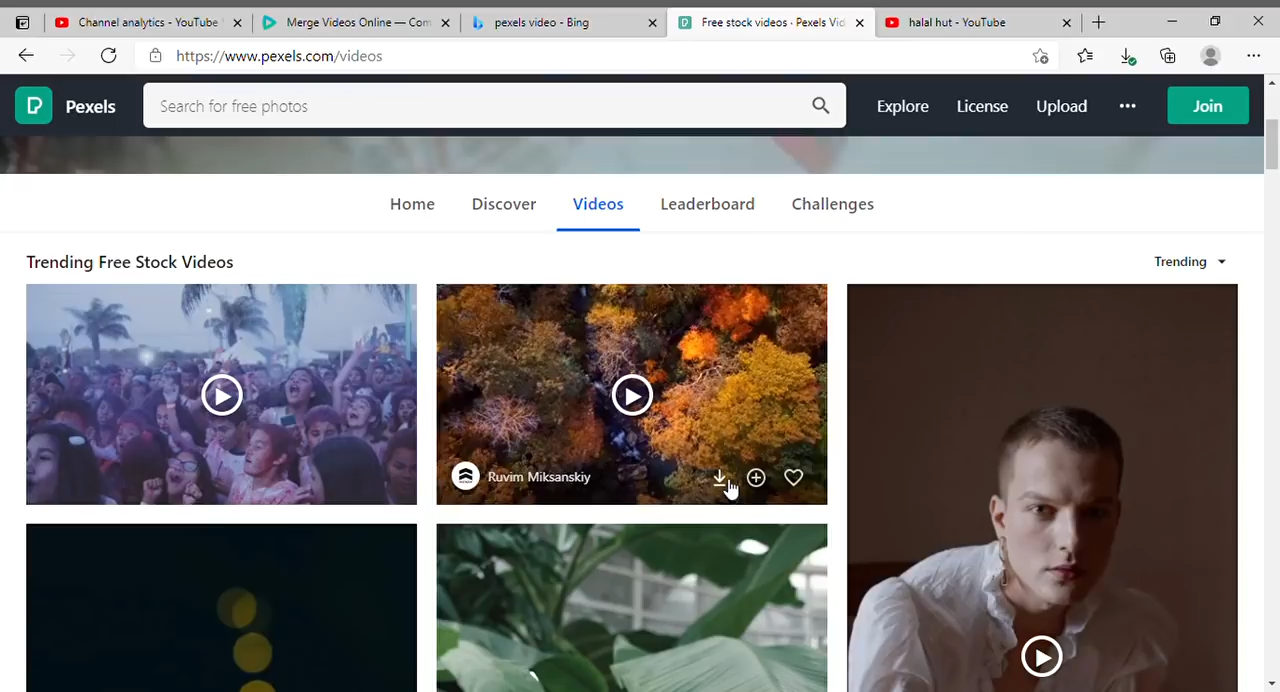 Channel analytics - YouTube
Merge Videos Online — Com
pexels video - Bing
Free stock videos · Pexels Vid
halal hut - YouTube
https://www.pexels.com/videos
Pexels
Search for free photos
Explore
License
Upload
Join
Home
Discover
Videos
Leaderboard
Challenges
Trending Free Stock Videos
Trending
Ruvim Miksanskiy